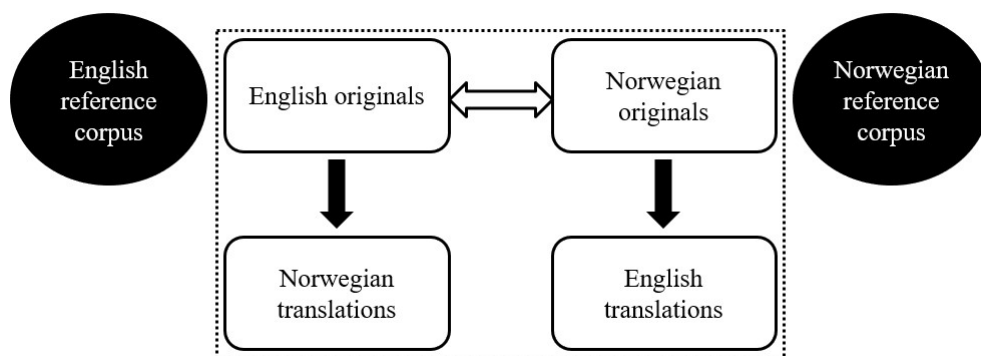 English
reference
corpus
English originals
Norwegian
originals
Norwegian
reference
corpus
Norwegian
translations
English
translations